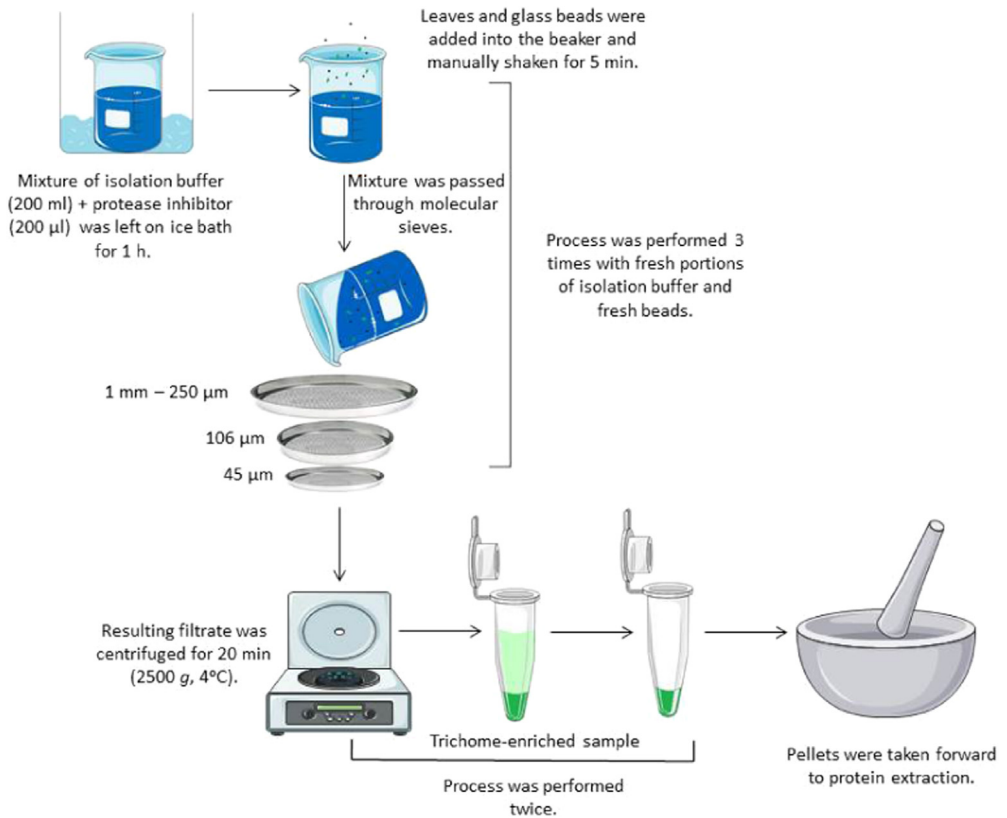 Leaves and glass beads were
added into the beaker and
manually shaken for 5 min.
Mixture of isolation buffer
(200 ml) + protease inhibitor
(200 µl) was left on ice bath
for 1 h.
Mixture was passed
through molecular
sieves.
Process was performed 3
times with fresh portions
of isolation buffer and
fresh beads.
1 mm – 250 µm
106 µm
45 µm
Resulting filtrate was
centrifuged for 20 min
(2500 g, 4°C).
Trichome-enriched sample
Process was performed
twice.
Pellets were taken forward
to protein extraction.